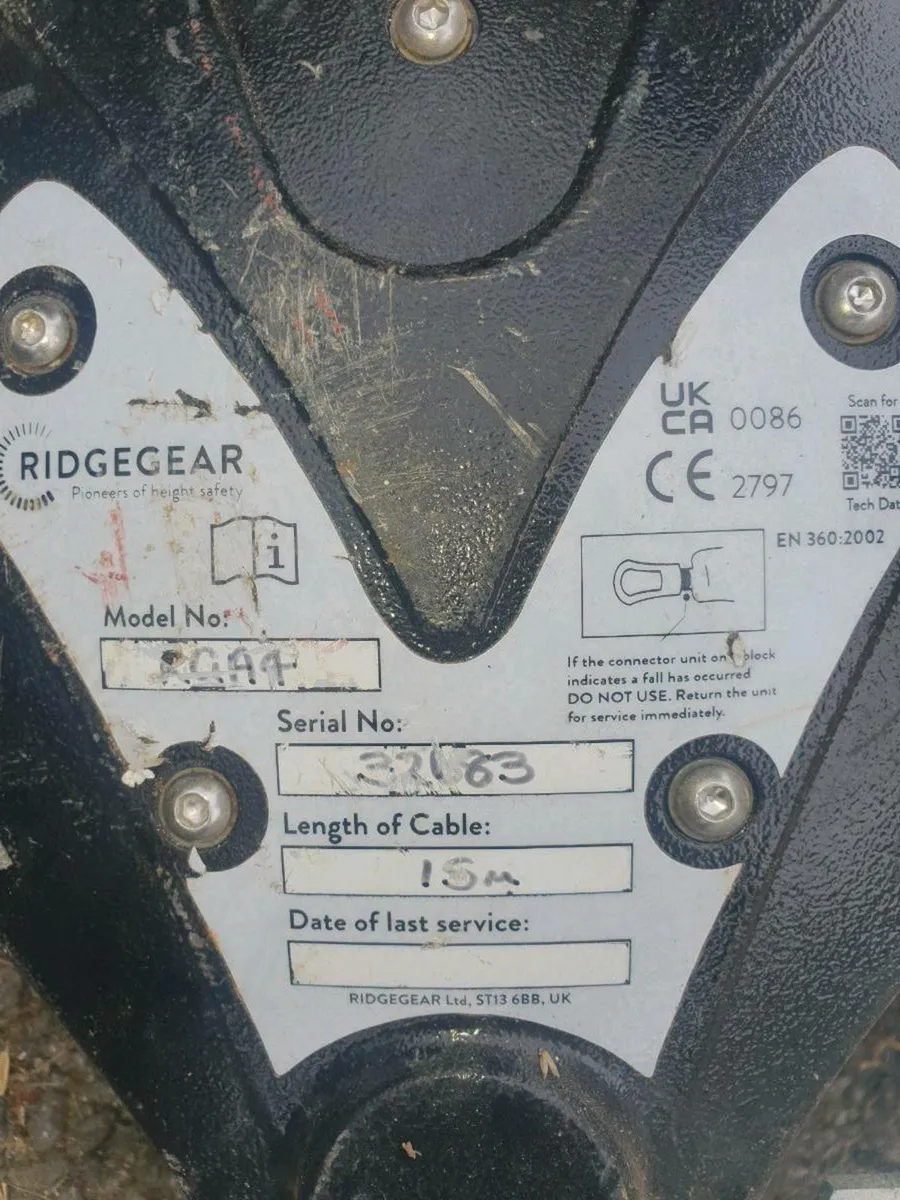 RIDGEGEAR
Pioneers of height safety
i
Model No:
Serial No:
Length of Cable:
15m
Date of last service:
RIDGEGEAR Ltd, ST13 6BB, UK
UK
CA 0086
CE 2797
Scan for
Tech Dat
EN 360:2002
If the connector unit on block
indicates a fall has occurred
DO NOT USE. Return the unit
for service immediately.